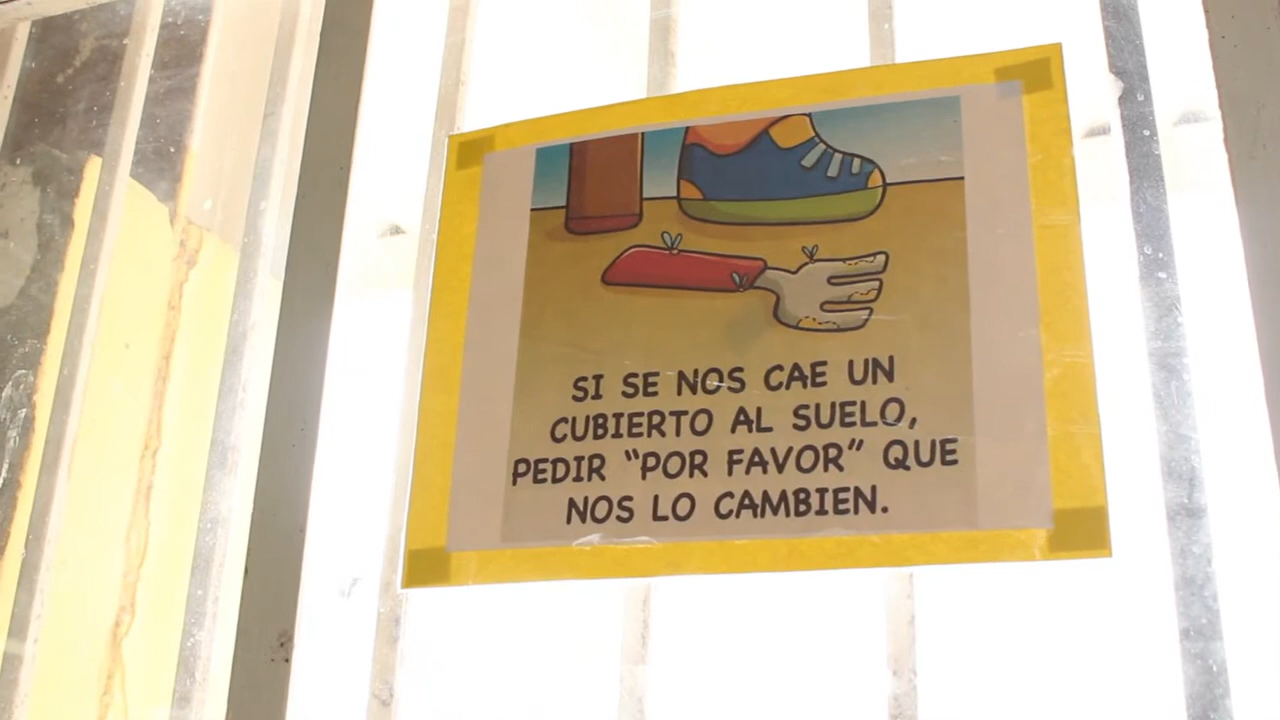 SI SE NOS CAE UN
CUBIERTO AL SUELO,
PEDIR “POR FAVOR” QUE
NOS LO CAMBIEN.